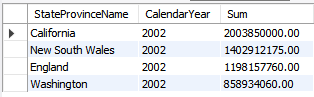 StateProvinceName CalendarYear Sum
California 2002 2003850000.00
New South Wales 2002 1402912175.00
England 2002 1198157760.00
Washington 2002 858934060.00